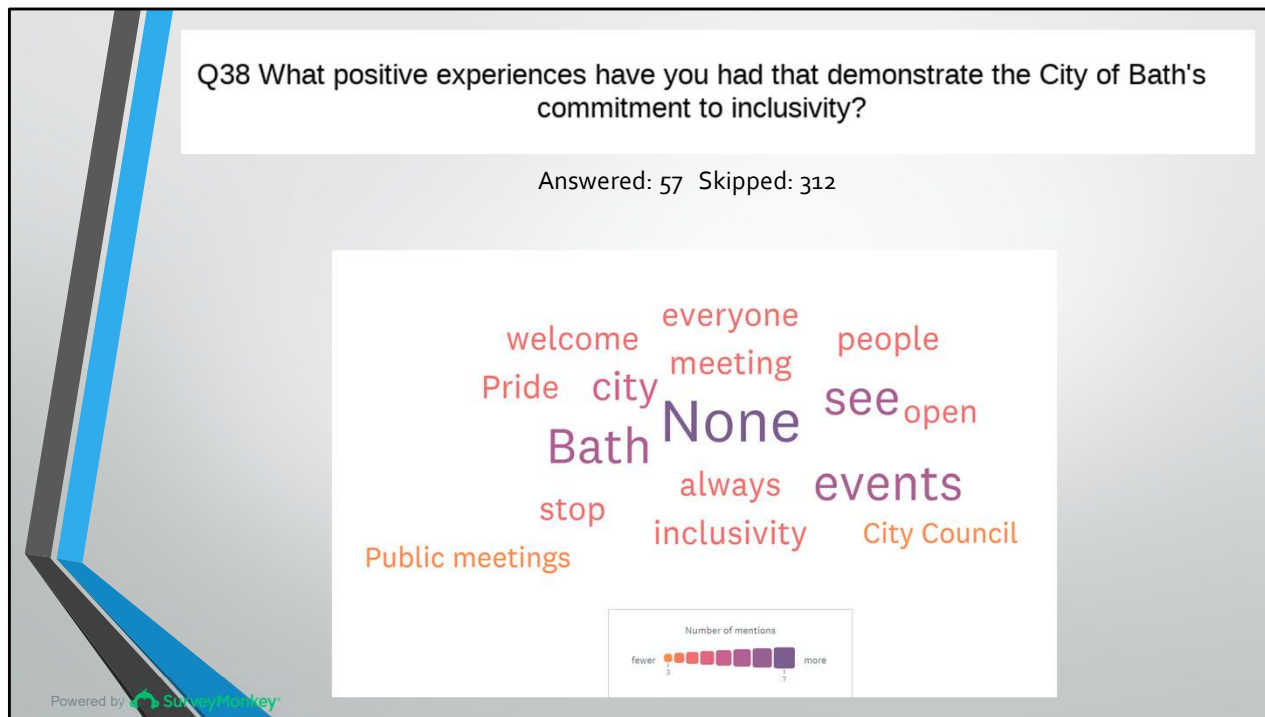 Q38 What positive experiences have you had that demonstrate the City of Bath's
commitment to inclusivity?
Answered: 57 Skipped: 312
everyone
welcome
people
meeting
Pride
city
see
open
None
Bath
always
events
stop
inclusivity
City Council
Public meetings
Number of mentions
fewer
more
3
7
Powered by SurveyMonkey